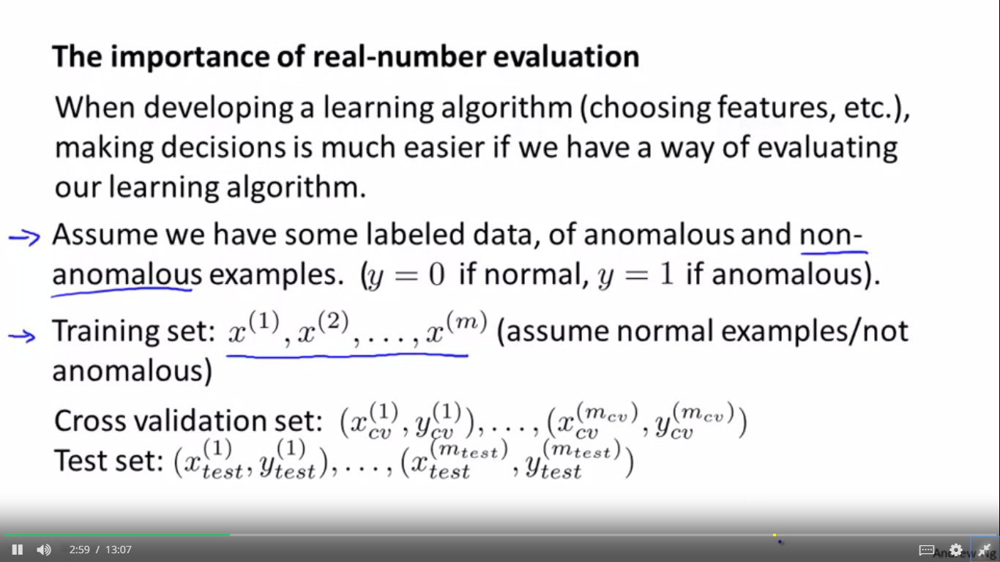 The importance of real-number evaluation
When developing a learning algorithm (choosing features, etc.),
making decisions is much easier if we have a way of evaluating
our learning algorithm.
Assume we have some labeled data, of anomalous and non-
anomalous examples. (y = 0 if normal, y = 1 if anomalous).
Training set: x^{(1)}, x^{(2)}, . . . , x^{(m)} (assume normal examples/not
anomalous)
Cross validation set: (x_{cv}^{(1)}, y_{cv}^{(1)}), . . . , (x_{cv}^{(m_{cv})}, y_{cv}^{(m_{cv})})
Test set: (x_{test}^{(1)}, y_{test}^{(1)}), . . . , (x_{test}^{(m_{test})}, y_{test}^{(m_{test})})
2:59 / 13:07
Andrew Ng